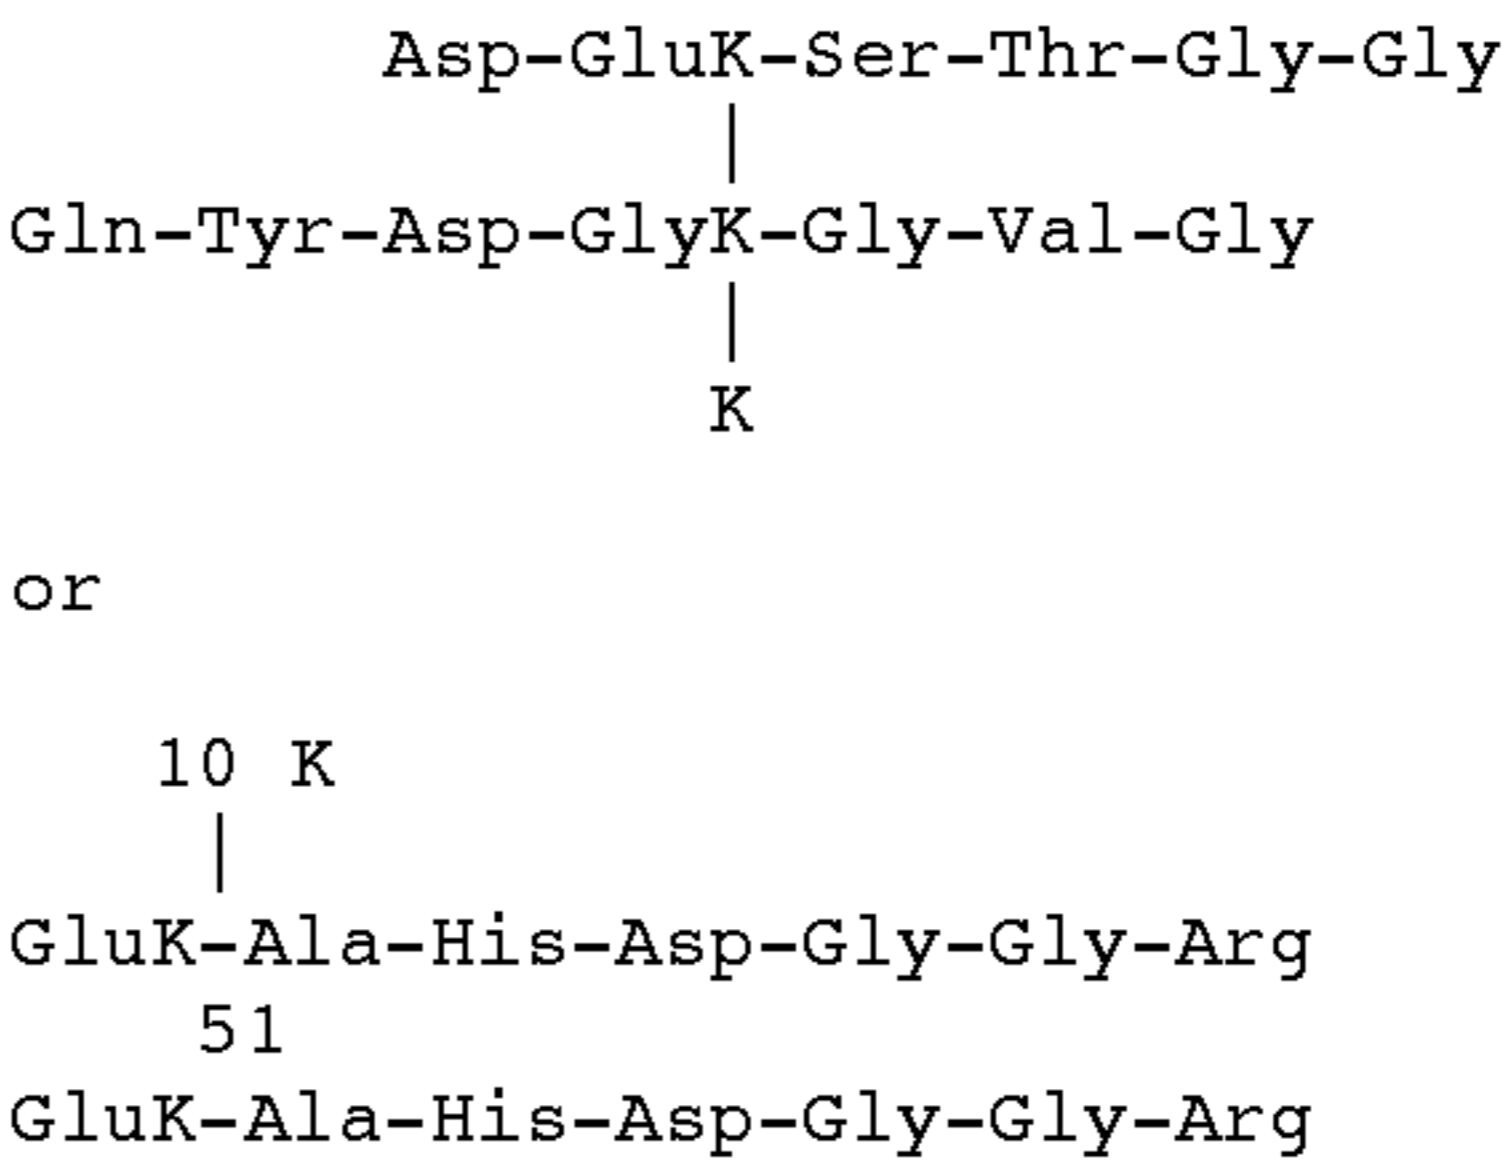 Asp-GluK-Ser-Thr-Gly-Gly
|
Gln-Tyr-Asp-GlyK-Gly-Val-Gly
|
K
or
10 K
|
GluK-Ala-His-Asp-Gly-Gly-Arg
51
GluK-Ala-His-Asp-Gly-Gly-Arg